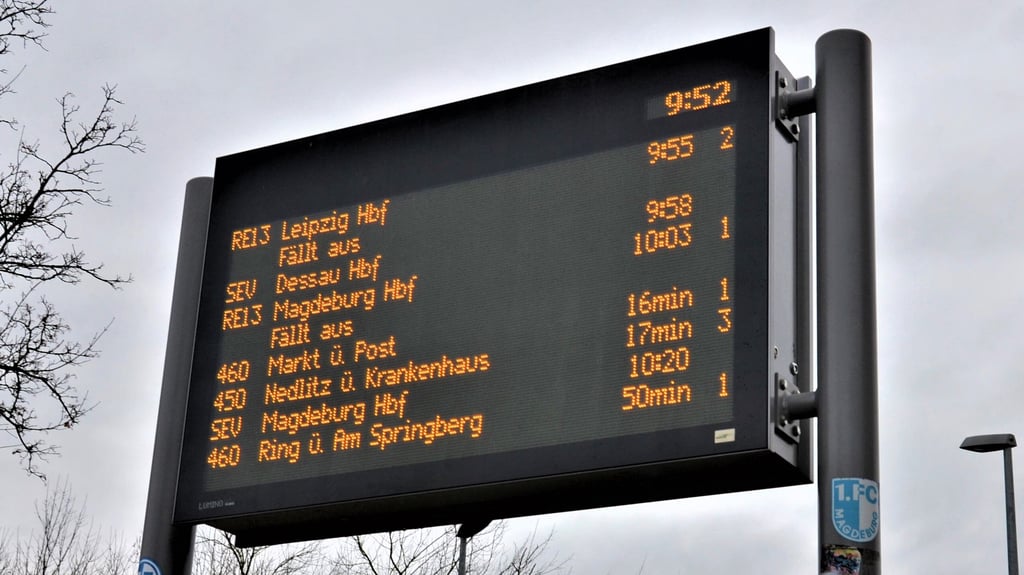 9:52
RE13 Leipzig Hbf 9:55 2
Fällt aus
SEV Dessau Hbf 9:58
RE13 Magdeburg Hbf 10:03 1
Fällt aus
460 Markt ü. Post 16min 1
450 Nedlitz ü. Krankenhaus 17min 3
SEV Magdeburg Hbf 10:20
460 Ring ü. Am Springberg 50min 1
LUMINO
1.FC
MAGDEBURG